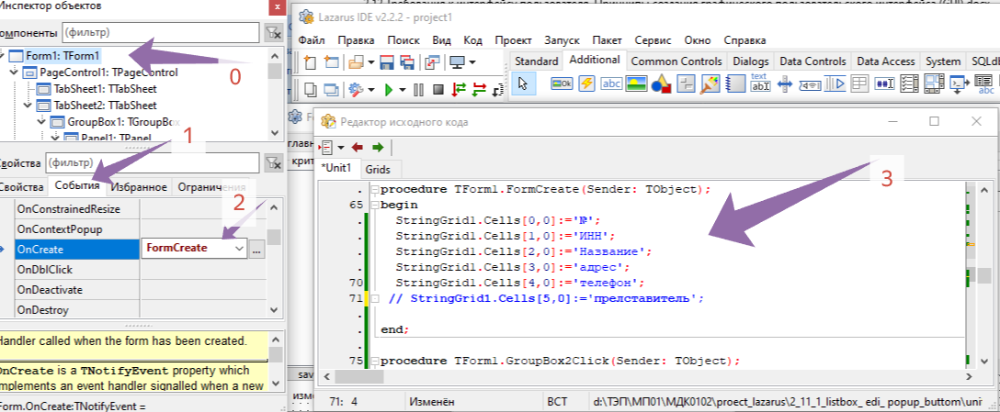 Инспектор объектов
омпоненты (фильтр)
Form1: TForm1
PageControl1: TPageControl
TabSheet1: TTabSheet
TabSheet2: TTabSheet
GroupBox1: TGroupBox
Panel1: TPanel
0
1
войства (фильтр)
Свойства События Избранное Ограничения
2
OnConstrainedResize
OnContextPopup
OnCreate FormCreate ...
OnDblClick
OnDeactivate
OnDestroy
Handler called when the form has been created.
OnCreate is a TNotifyEvent property which
implements an event handler signalled when a new
Form.OnCreate:TNotifyEvent =
Lazarus IDE v2.2.2 - project1
Файл Правка Поиск Вид Код Проект Запуск Пакет Сервис Окно Справка
Standard Additional Common Controls Dialogs Data Controls Data Access System SQLdb
главн
крит
sav
изме
Редактор исходного кода
*Unit1 Grids
. procedure TForm1.FormCreate(Sender: TObject);
65 begin
. StringGrid1.Cells[0,0]:='№';
. StringGrid1.Cells[1,0]:='ИНН';
. StringGrid1.Cells[2,0]:='Название';
. StringGrid1.Cells[3,0]:='адрес';
70 StringGrid1.Cells[4,0]:='телефон';
71 // StringGrid1.Cells[5,0]:='прелставитель';
. end;
75 procedure TForm1.GroupBox2Click(Sender: TObject);
3
71: 4 Изменён ВСТ d:\ТЭП\МП01\МДК0102\proect_lazarus\2_11_1_listbox_ edi_ popup_buttom\uni